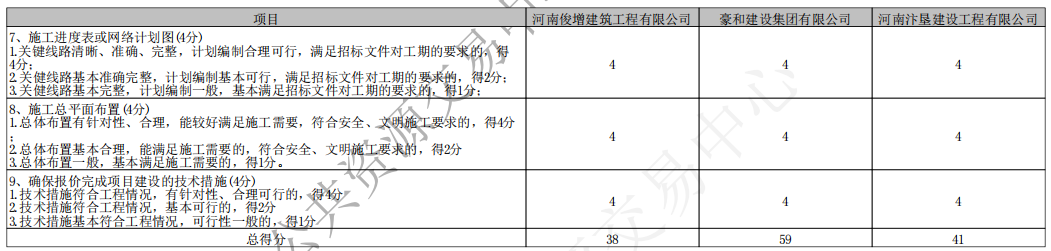 项目 河南俊增建筑工程有限公司 豪和建设集团有限公司 河南汴垦建设工程有限公司
7、施工进度表或网络计划图(4分)
1.关键线路清晰、准确、完整，计划编制合理可行，满足招标文件对工期的要求的，得
4分；
2.关健线路基本准确完整，计划编制基本可行，满足招标文件对工期的要求的，得2分；
3.关健线路基本完整，计划编制一般，基本满足招标文件对工期的要求的，得1分；
4 4 4
8、施工总平面布置(4分)
1.总体布置有针对性、合理，能较好满足施工需要，符合安全、文明施工要求的，得4分
；
2.总体布置基本合理，能满足施工需要的，符合安全、文明施工要求的，得2分
3.总体布置一般，基本满足施工需要的，得1分。
4 4 4
9、确保报价完成项目建设的技术措施(4分)
1.技术措施符合工程情况，有针对性、合理可行的，得4分
2.技术措施符合工程情况，基本可行的，得2分
3.技术措施基本符合工程情况，可行性一般的，得1分
4 4 4
总得分 38 59 41
公共资源交易中心
交易中心